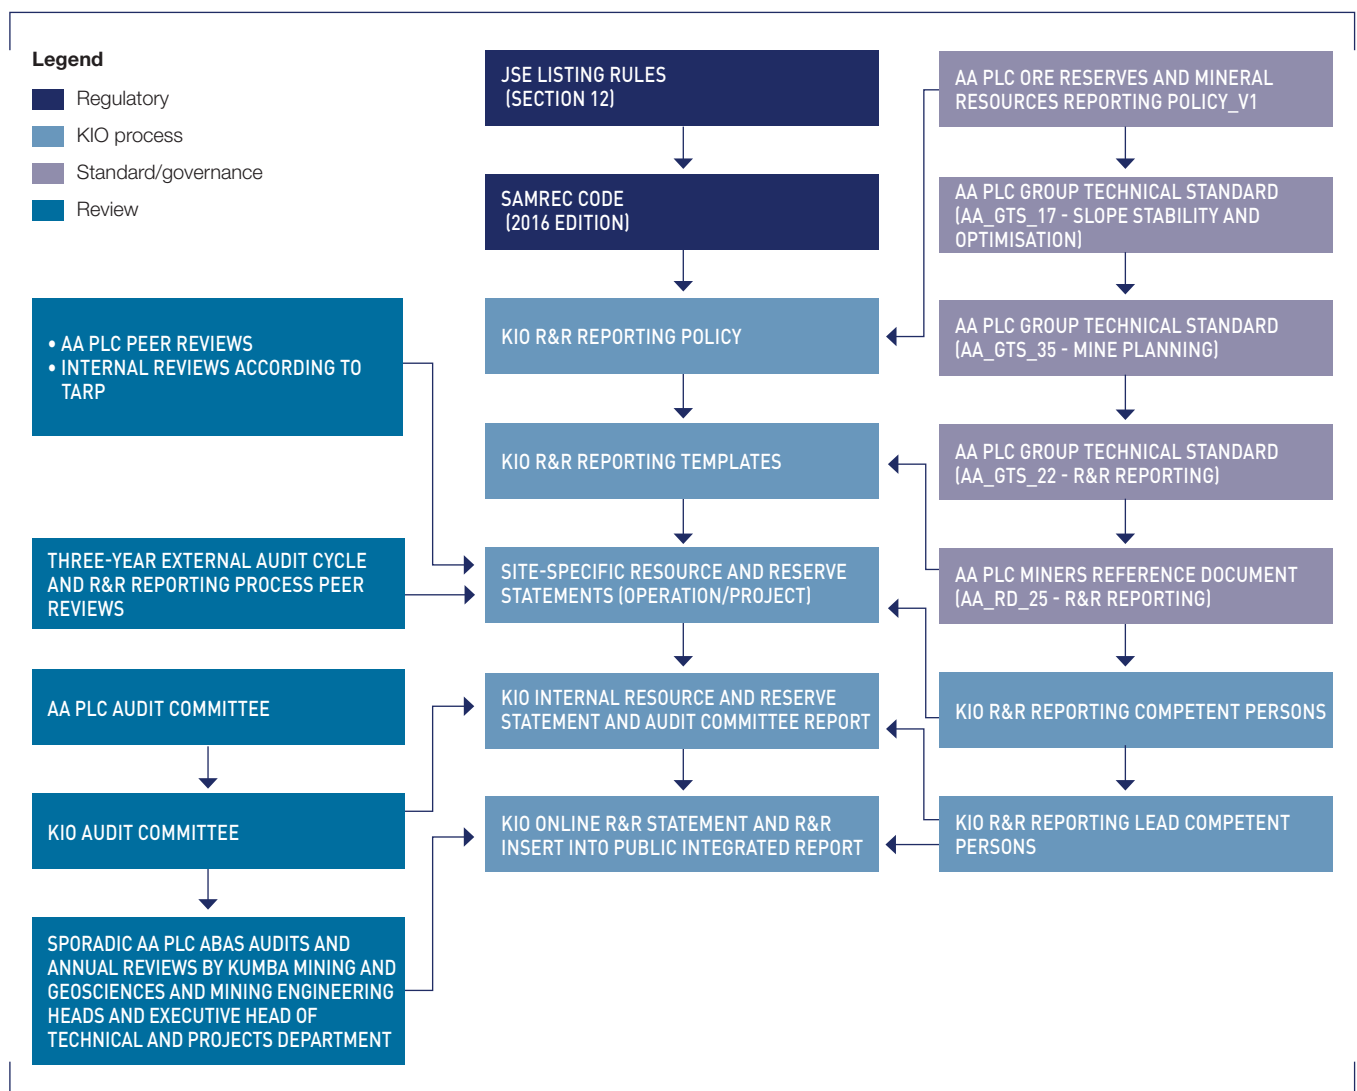 Legend
Regulatory
KIO process
Standard/governance
Review
• AA PLC PEER REVIEWS
• INTERNAL REVIEWS ACCORDING TO
TARP
THREE-YEAR EXTERNAL AUDIT CYCLE
AND R&R REPORTING PROCESS PEER
REVIEWS
AA PLC AUDIT COMMITTEE
KIO AUDIT COMMITTEE
SPORADIC AA PLC ABAS AUDITS AND
ANNUAL REVIEWS BY KUMBA MINING AND
GEOSCIENCES AND MINING ENGINEERING
HEADS AND EXECUTIVE HEAD OF
TECHNICAL AND PROJECTS DEPARTMENT
JSE LISTING RULES
(SECTION 12)
SAMREC CODE
(2016 EDITION)
KIO R&R REPORTING POLICY
KIO R&R REPORTING TEMPLATES
SITE-SPECIFIC RESOURCE AND RESERVE
STATEMENTS (OPERATION/PROJECT)
KIO INTERNAL RESOURCE AND RESERVE
STATEMENT AND AUDIT COMMITTEE REPORT
KIO ONLINE R&R STATEMENT AND R&R
INSERT INTO PUBLIC INTEGRATED REPORT
AA PLC ORE RESERVES AND MINERAL
RESOURCES REPORTING POLICY_V1
AA PLC GROUP TECHNICAL STANDARD
(AA_GTS_17 - SLOPE STABILITY AND
OPTIMISATION)
AA PLC GROUP TECHNICAL STANDARD
(AA_GTS_35 - MINE PLANNING)
AA PLC GROUP TECHNICAL STANDARD
(AA_GTS_22 - R&R REPORTING)
AA PLC MINERS REFERENCE DOCUMENT
(AA_RD_25 - R&R REPORTING)
KIO R&R REPORTING COMPETENT PERSONS
KIO R&R REPORTING LEAD COMPETENT
PERSONS